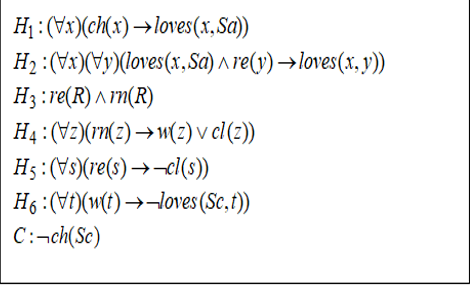 H₁:(∀x)(ch(x)→loves(x,Sa))
H₂:(∀x)(∀y)(loves(x,Sa)∧re(y)→loves(x,y))
H₃:re(R)∧rn(R)
H₄:(∀z)(rn(z)→w(z)∨cl(z))
H₅:(∀s)(re(s)→¬cl(s))
H₆:(∀t)(w(t)→¬loves(Sc,t))
C:¬ch(Sc)